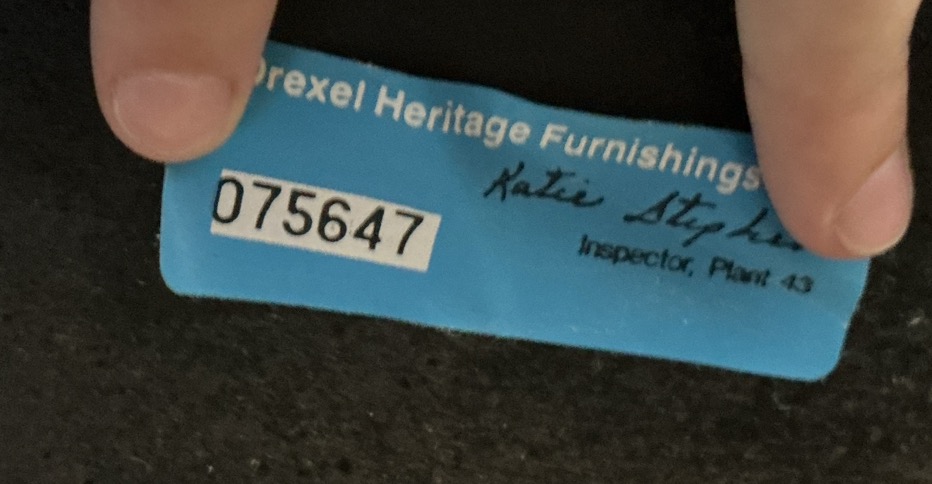 Drexel Heritage Furnishings
075647
Katie
Inspector, Plant 43